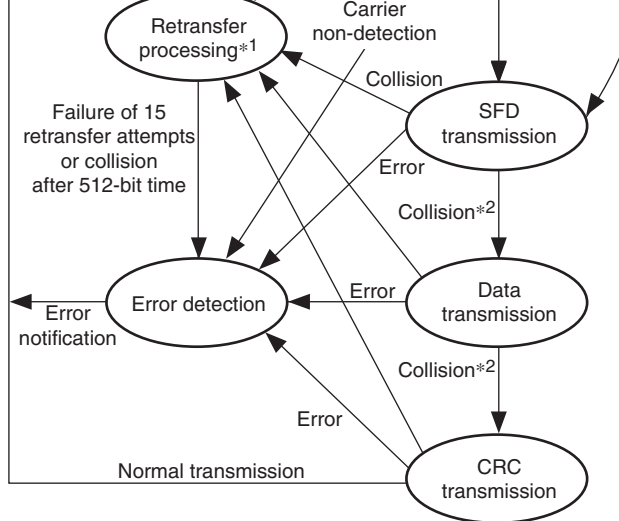 Carrier
non-detection
Retransfer
processing*1
Collision
SFD
transmission
Failure of 15
retransfer attempts
or collision
after 512-bit time
Error
Collision*2
Error detection
Error
Data
transmission
Error
notification
Collision*2
Error
Normal transmission
CRC
transmission